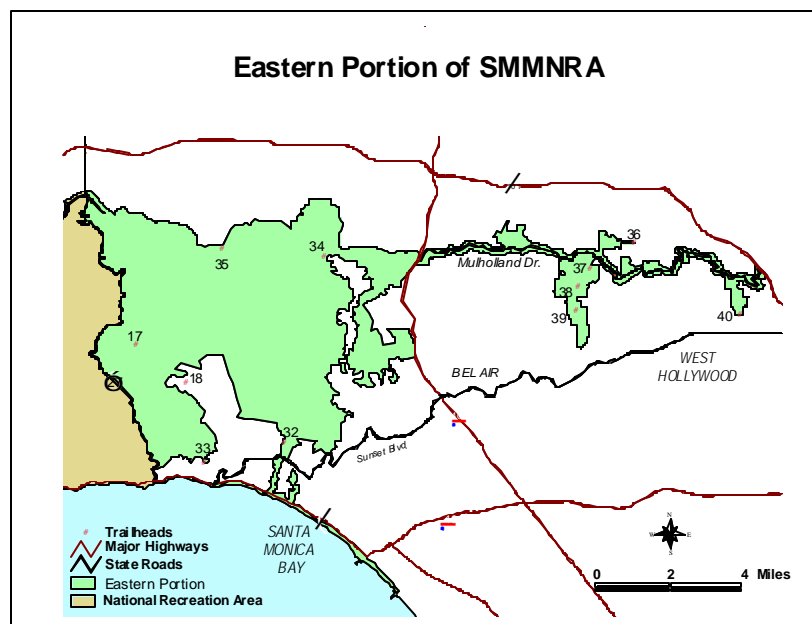 Eastern Portion of SMMNRA
36
34
35
Mulholland Dr.
37
38
39
40
17
18
BEL AIR
WEST
HOLLYWOOD
32
33
Sunset Blvd.
SANTA
MONICA
BAY
N
W
E
S
Trailheads
Major Highways
State Roads
Eastern Portion
National Recreation Area
0 2 4 Miles